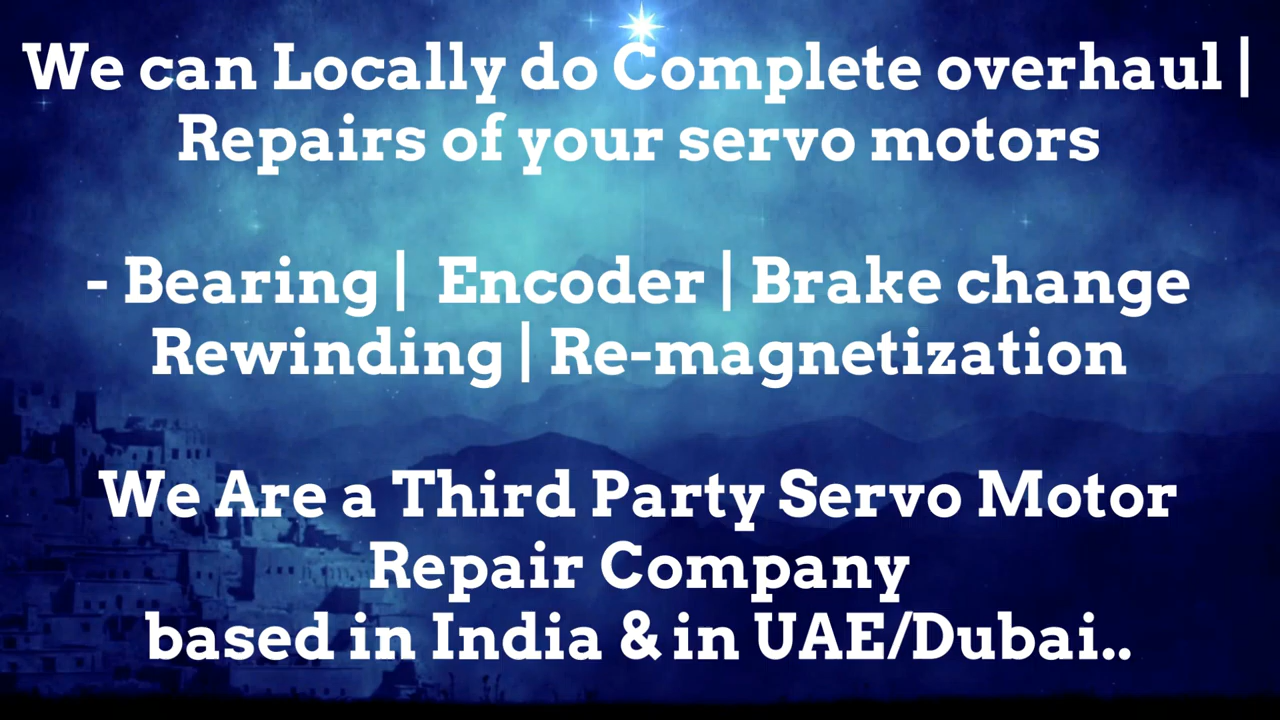 We can Locally do Complete overhaul |
Repairs of your servo motors
- Bearing | Encoder | Brake change
Rewinding | Re-magnetization
We Are a Third Party Servo Motor
Repair Company
based in India & in UAE/Dubai..